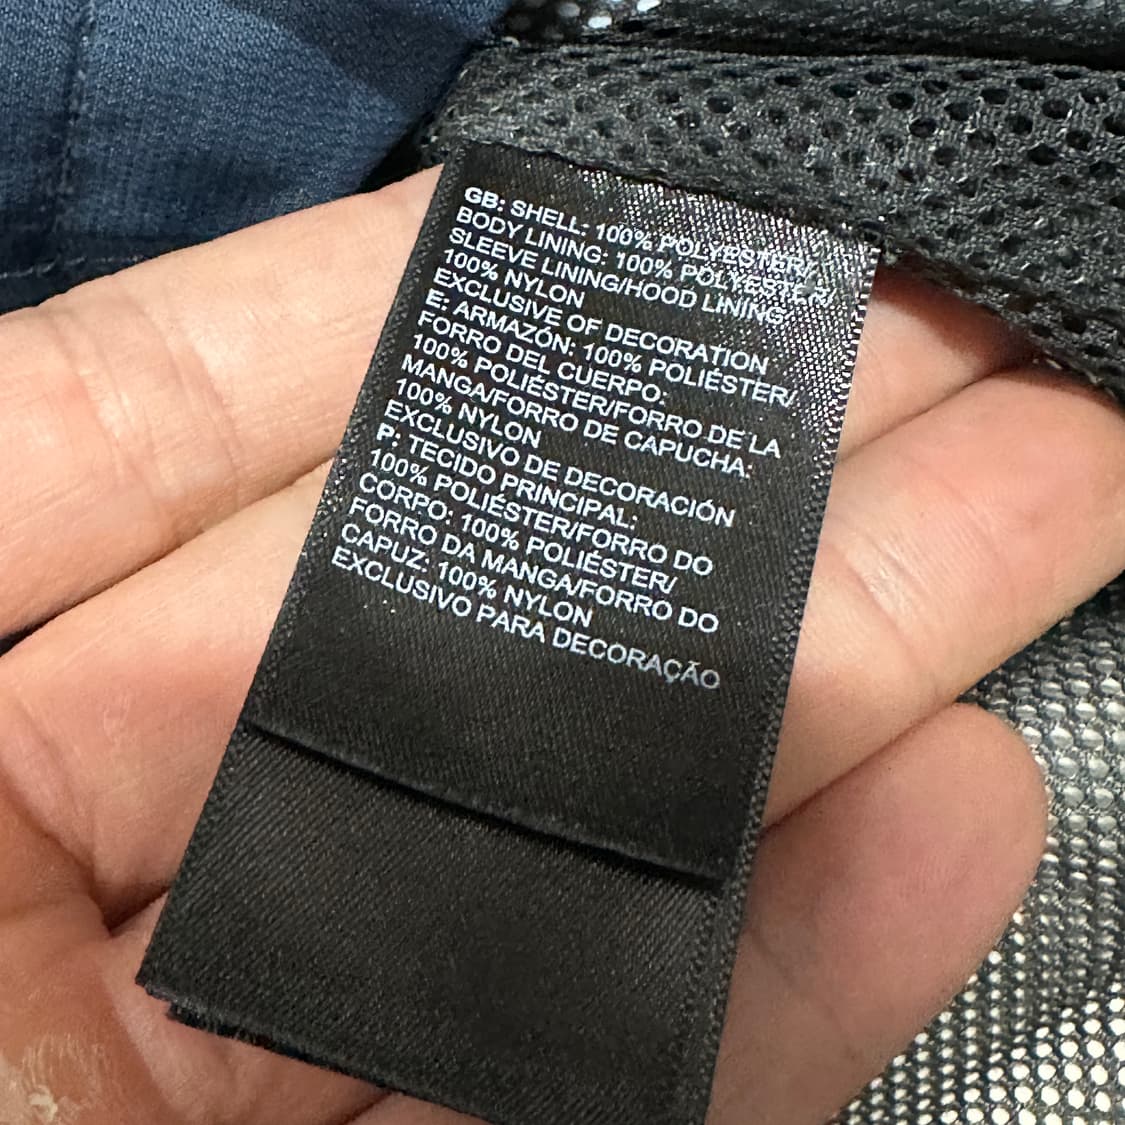 GB: SHELL: 100% POLYESTER/
BODY LINING: 100% POLYESTER/
SLEEVE LINING/HOOD LINING
100% NYLON
EXCLUSIVE OF DECORATION
E: ARMAZÓN: 100% POLIÉSTER/
FORRO DEL CUERPO:
100% POLIÉSTER/FORRO DE LA
MANGA/FORRO DE CAPUCHA:
100% NYLON
EXCLUSIVO DE DECORACIÓN
P: TECIDO PRINCIPAL:
100% POLIÉSTER/FORRO DO
CORPO: 100% POLIÉSTER/
FORRO DA MANGA/FORRO DO
CAPUZ: 100% NYLON
EXCLUSIVO PARA DECORAÇÃO